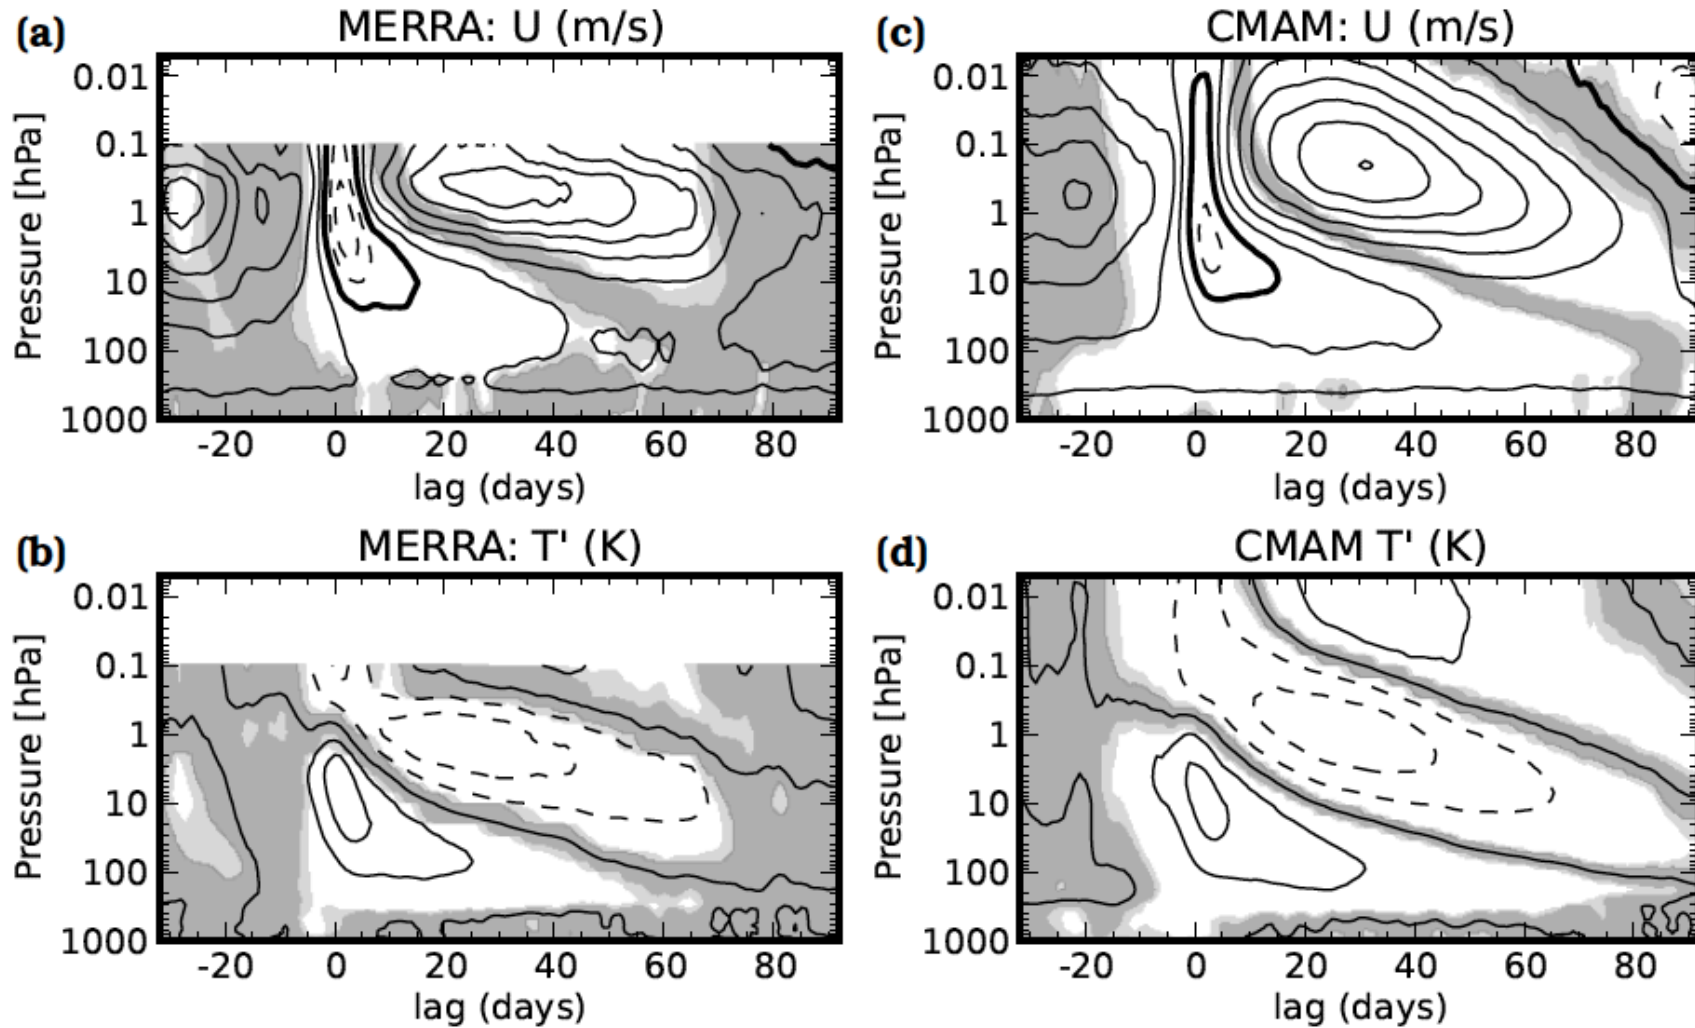 (a) MERRA: U (m/s)
Pressure [hPa]
0.01
0.1
1
10
100
1000
-20 0 20 40 60 80
lag (days)
(c) CMAM: U (m/s)
Pressure [hPa]
0.01
0.1
1
10
100
1000
-20 0 20 40 60 80
lag (days)
(b) MERRA: T' (K)
Pressure [hPa]
0.01
0.1
1
10
100
1000
-20 0 20 40 60 80
lag (days)
(d) CMAM T' (K)
Pressure [hPa]
0.01
0.1
1
10
100
1000
-20 0 20 40 60 80
lag (days)